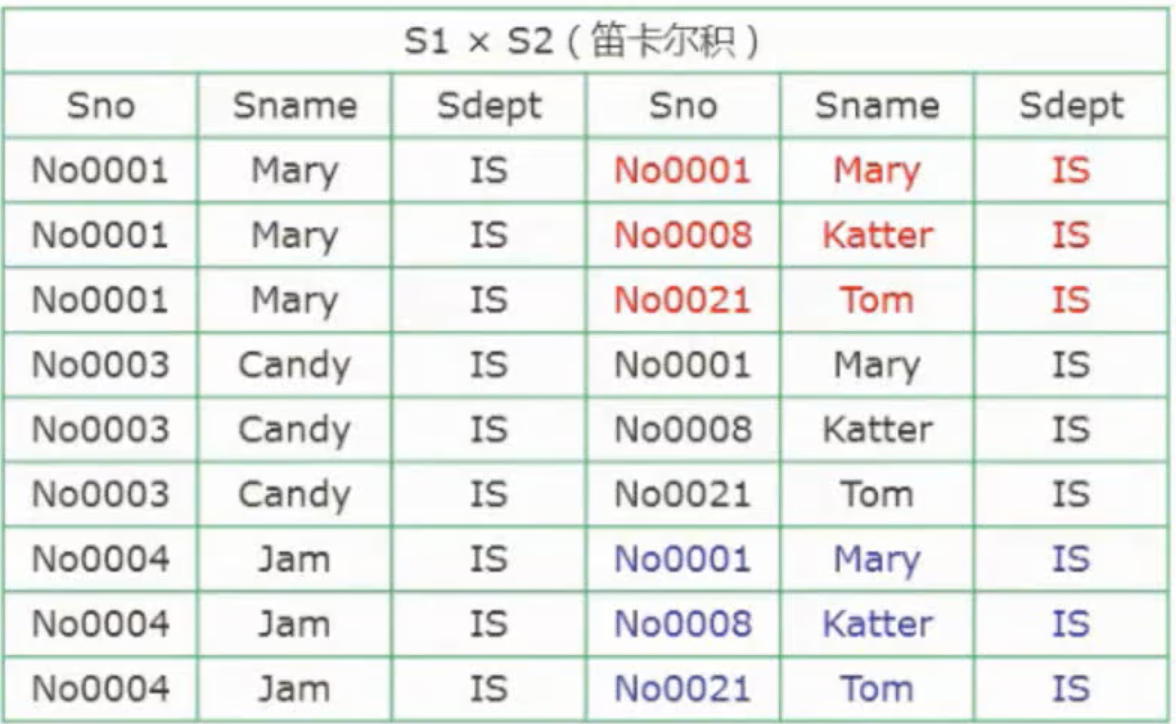 S1 × S2 ( 笛卡尔积 )
Sno Sname Sdept Sno Sname Sdept
No0001 Mary IS No0001 Mary IS
No0001 Mary IS No0008 Katter IS
No0001 Mary IS No0021 Tom IS
No0003 Candy IS No0001 Mary IS
No0003 Candy IS No0008 Katter IS
No0003 Candy IS No0021 Tom IS
No0004 Jam IS No0001 Mary IS
No0004 Jam IS No0008 Katter IS
No0004 Jam IS No0021 Tom IS